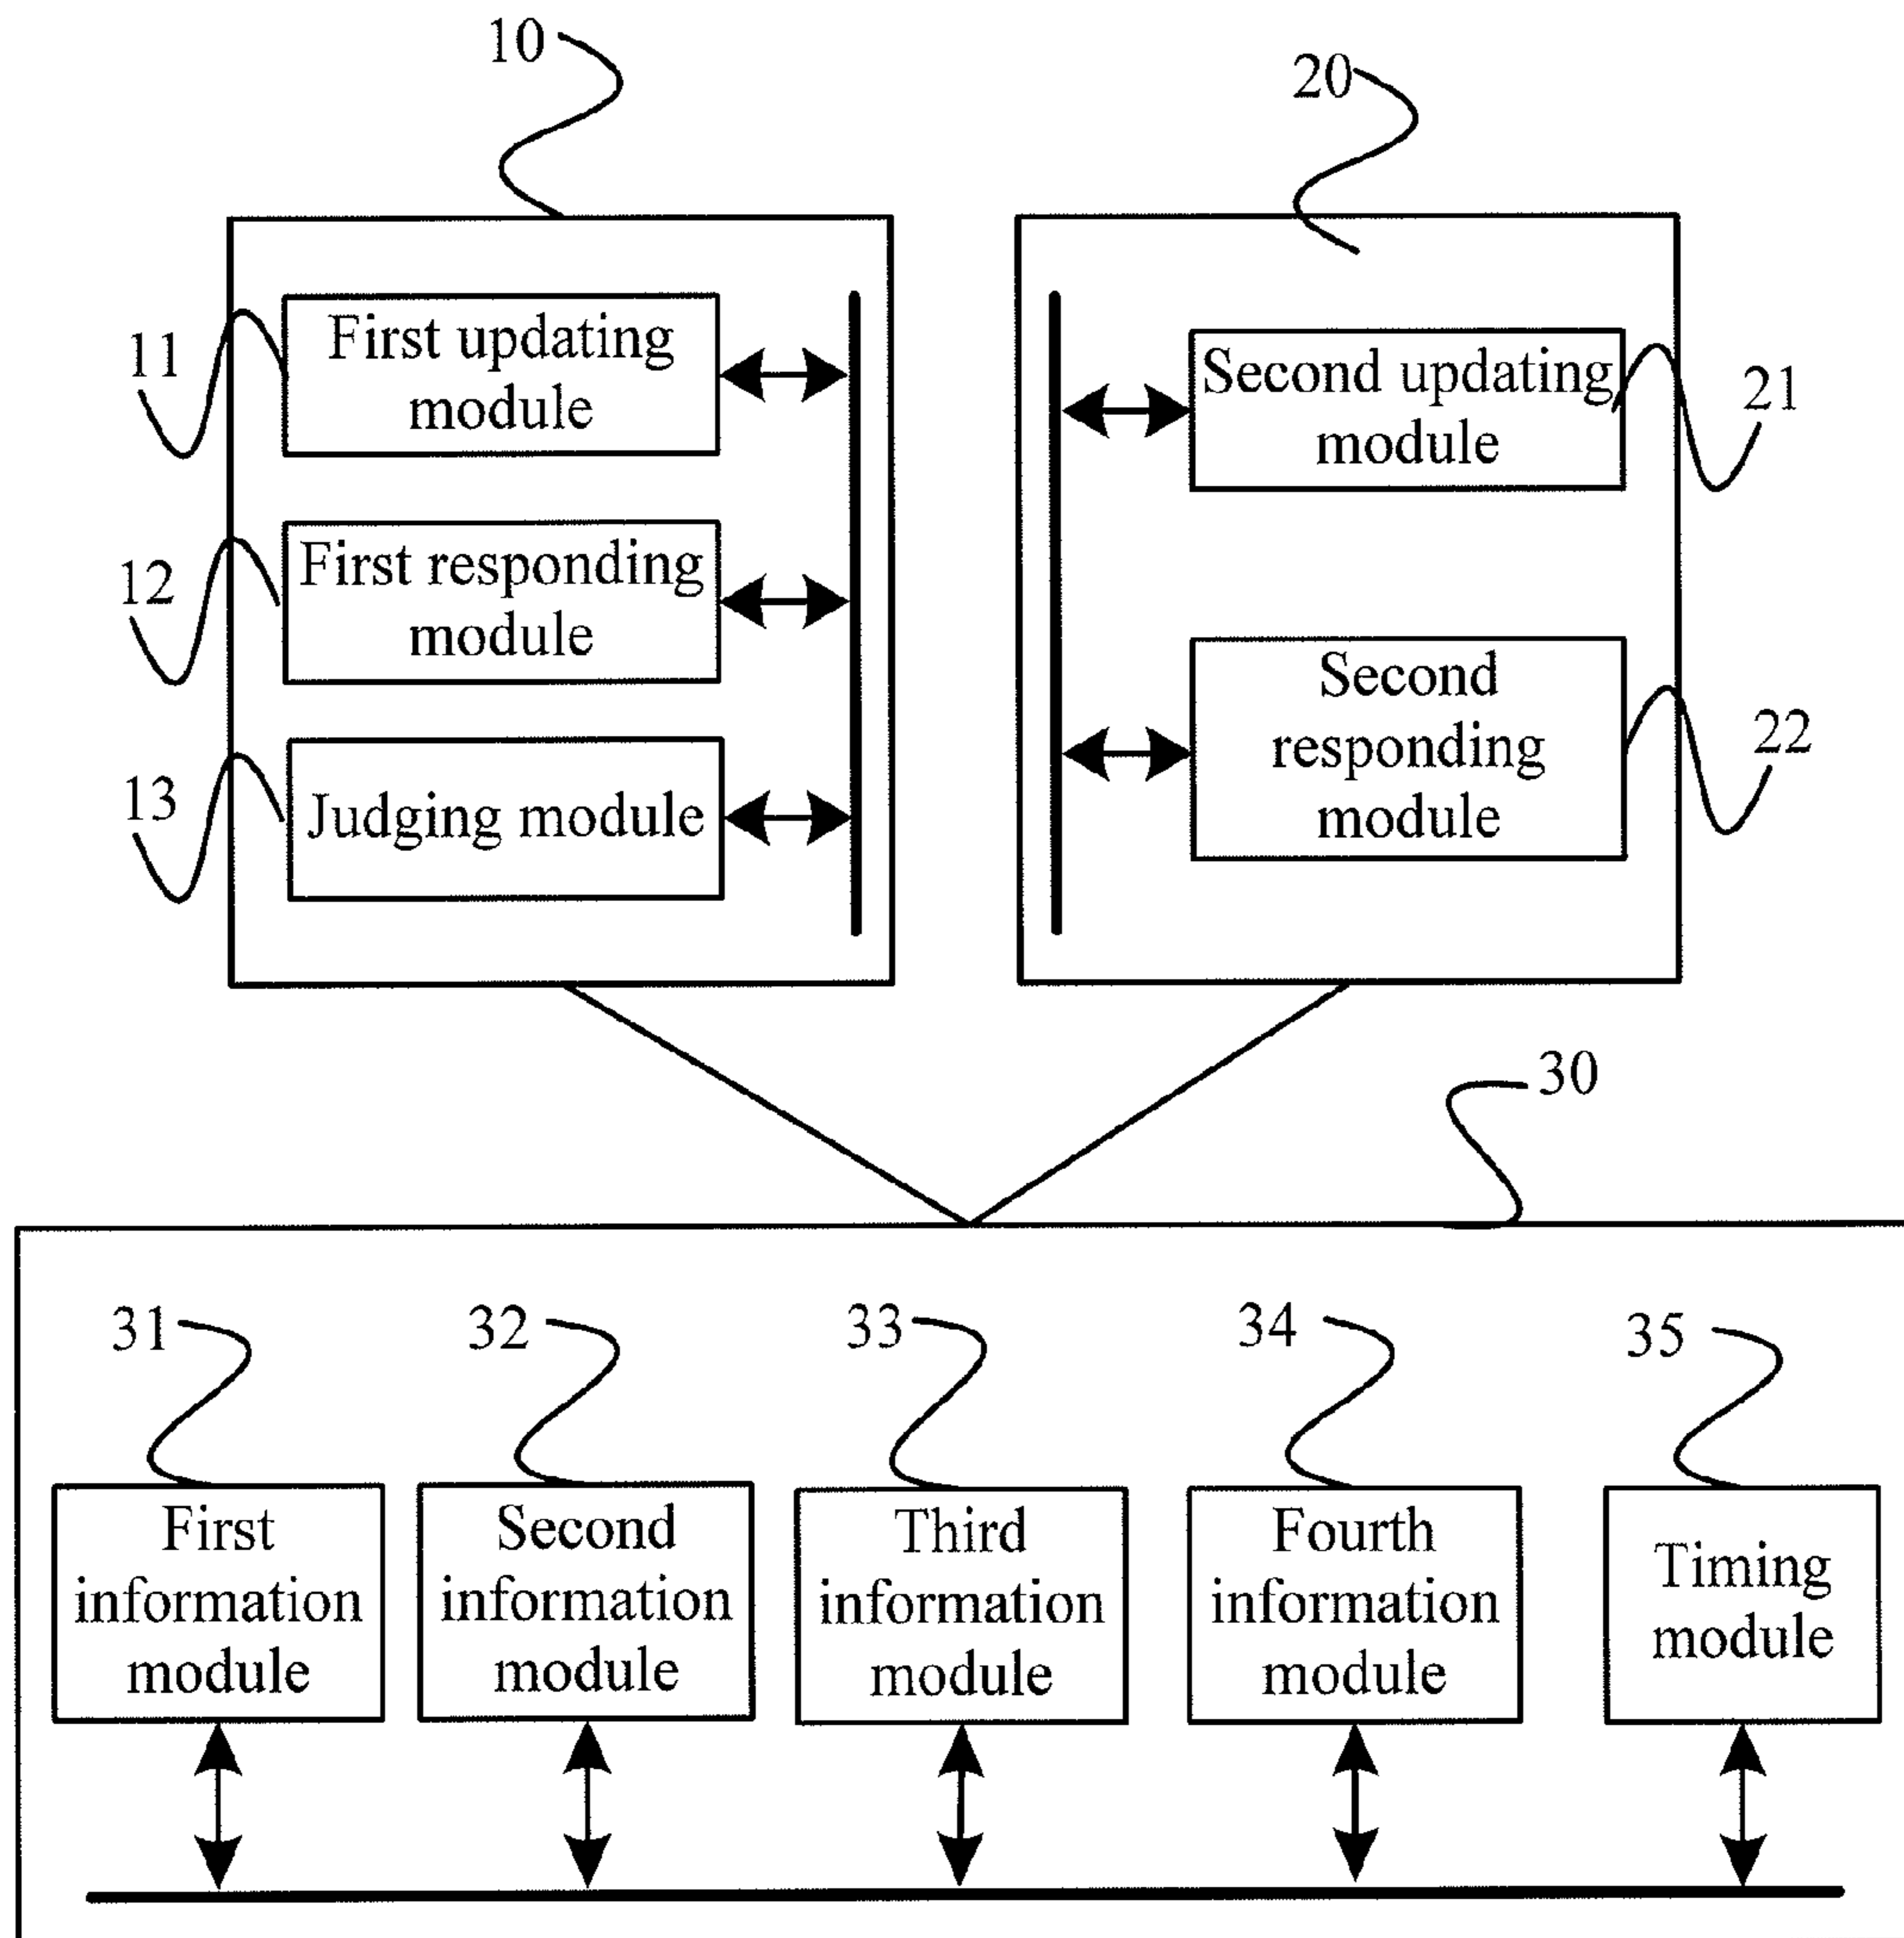 10
20
11
First updating
module
12
First responding
module
13
Judging module
Second updating
module
21
Second
responding
module
22
30
31
32
33
34
35
First
information
module
Second
information
module
Third
information
module
Fourth
information
module
Timing
module